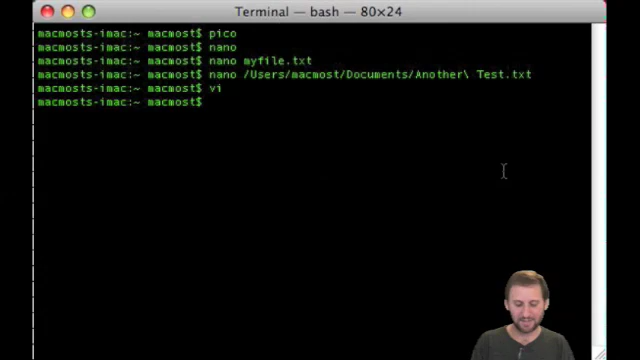 Terminal — bash — 80×24
macmosts-imac:~ macmost$ pico
macmosts-imac:~ macmost$ nano
macmosts-imac:~ macmost$ nano myfile.txt
macmosts-imac:~ macmost$ nano /Users/macmost/Documents/Another\ Test.txt
macmosts-imac:~ macmost$ vi
macmosts-imac:~ macmost$